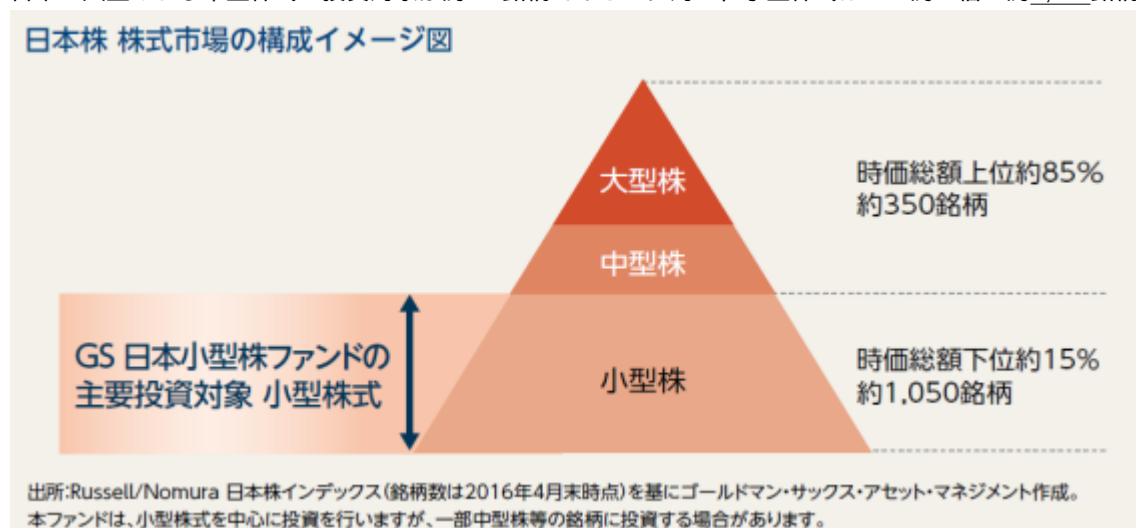 日本株 株式市場の構成イメージ図
大型株
時価総額上位約85%
約350銘柄
中型株
GS 日本小型株ファンドの
主要投資対象 小型株式
小型株
時価総額下位約15%
約1,050銘柄
出所:Russell/Nomura 日本株インデックス(銘柄数は2016年4月末時点)を基にゴールドマン・サックス・アセット・マネジメント作成。
本ファンドは、小型株式を中心に投資を行いますが、一部中型株等の銘柄に投資する場合があります。